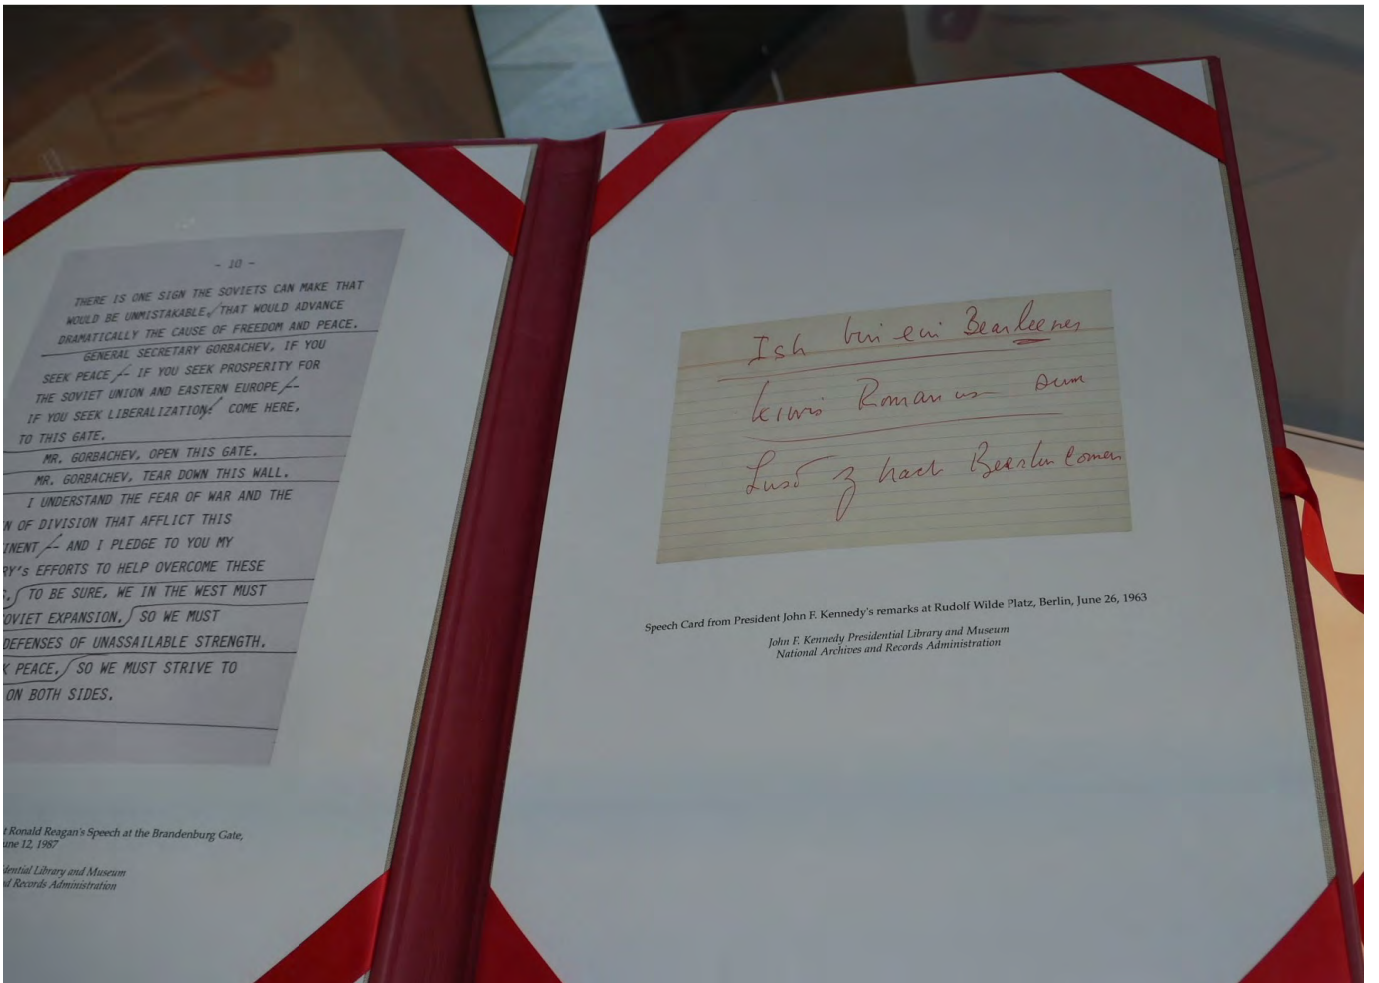 - 10 -
THERE IS ONE SIGN THE SOVIETS CAN MAKE THAT
WOULD BE UNMISTAKABLE, THAT WOULD ADVANCE
DRAMATICALLY THE CAUSE OF FREEDOM AND PEACE.
GENERAL SECRETARY GORBACHEV, IF YOU
SEEK PEACE -- IF YOU SEEK PROSPERITY FOR
THE SOVIET UNION AND EASTERN EUROPE --
IF YOU SEEK LIBERALIZATION: COME HERE,
TO THIS GATE.
MR. GORBACHEV, OPEN THIS GATE.
MR. GORBACHEV, TEAR DOWN THIS WALL.
I UNDERSTAND THE FEAR OF WAR AND THE
N OF DIVISION THAT AFFLICT THIS
INENT -- AND I PLEDGE TO YOU MY
RY'S EFFORTS TO HELP OVERCOME THESE
S. TO BE SURE, WE IN THE WEST MUST
OVIET EXPANSION. SO WE MUST
DEFENSES OF UNASSAILABLE STRENGTH.
K PEACE, SO WE MUST STRIVE TO
ON BOTH SIDES.
t Ronald Reagan's Speech at the Brandenburg Gate,
une 12, 1987
dential Library and Museum
d Records Administration
Ish bin ein Bearleener
kiwis Romanus sum
Lusd z nach Bearlin comen
Speech Card from President John F. Kennedy's remarks at Rudolf Wilde Platz, Berlin, June 26, 1963
John F. Kennedy Presidential Library and Museum
National Archives and Records Administration